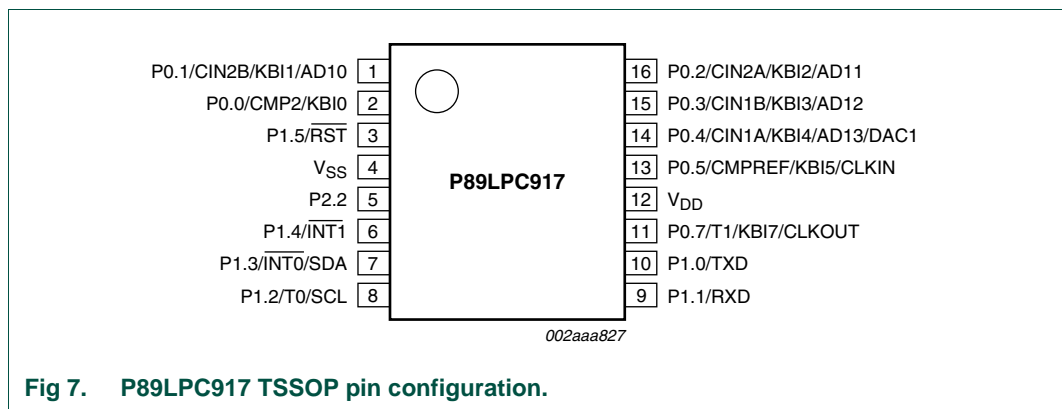 P0.1/CIN2B/KBI1/AD10 1 16 P0.2/CIN2A/KBI2/AD11
P0.0/CMP2/KBI0 2 15 P0.3/CIN1B/KBI3/AD12
P1.5/R̅S̅T̅ 3 14 P0.4/CIN1A/KBI4/AD13/DAC1
VSS 4 13 P0.5/CMPREF/KBI5/CLKIN
P89LPC917
P2.2 5 12 VDD
P1.4/I̅N̅T̅1̅ 6 11 P0.7/T1/KBI7/CLKOUT
P1.3/I̅N̅T̅0̅/SDA 7 10 P1.0/TXD
P1.2/T0/SCL 8 9 P1.1/RXD
002aaa827
Fig 7. P89LPC917 TSSOP pin configuration.